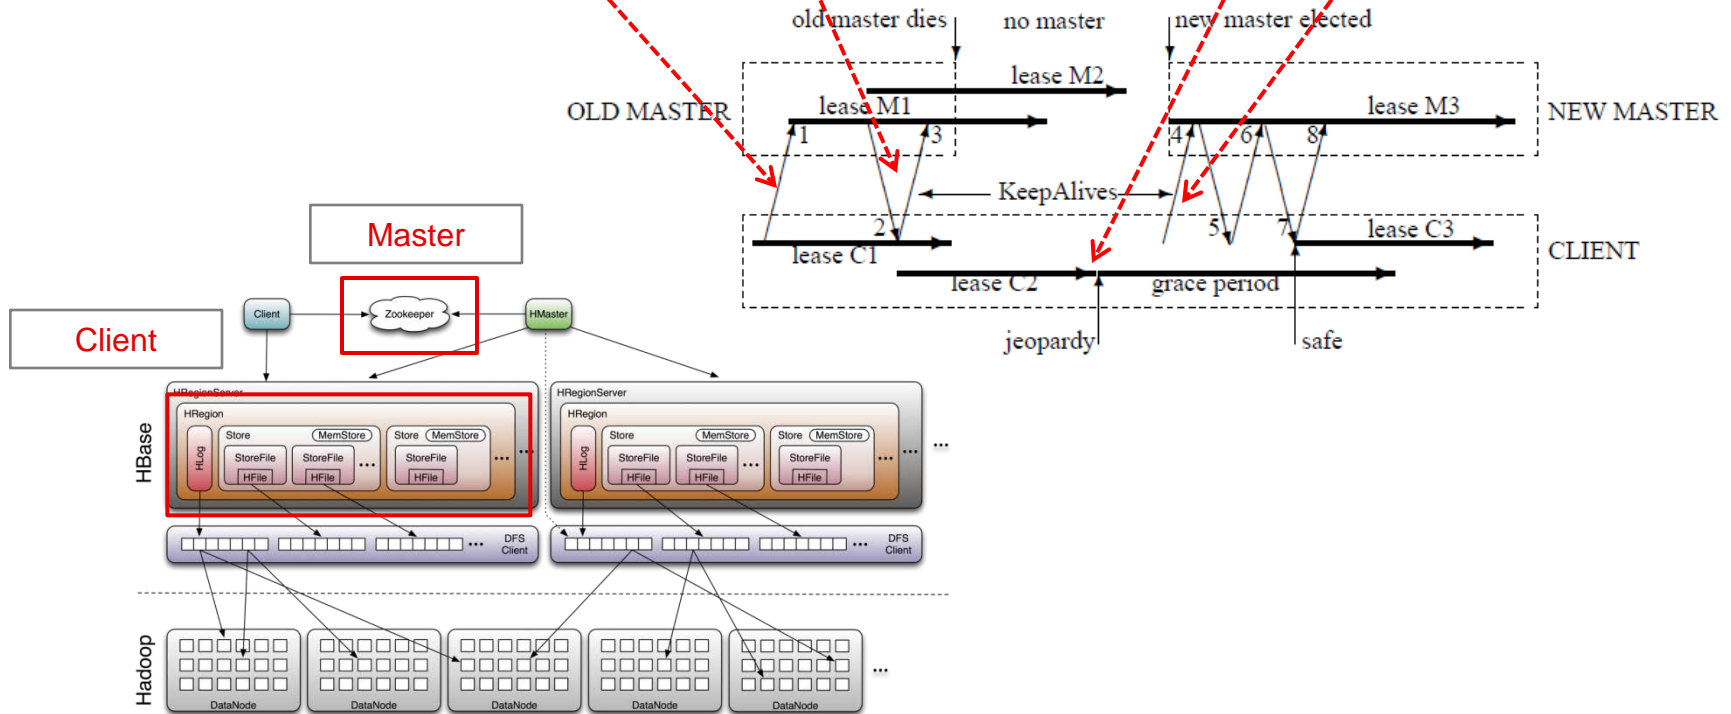 old master dies
no master
new master elected
lease M2
OLD MASTER
lease M1
lease M3
NEW MASTER
1
3
4
6
8
KeepAlives
2
5
7
lease C1
lease C3
CLIENT
lease C2
grace period
jeopardy
safe
Master
Client
Client
Zookeeper
HMaster
HBase
HRegionServer
HRegion
HLog
Store
MemStore
StoreFile
HFile
StoreFile
HFile
...
Store
MemStore
StoreFile
HFile
...
...
HRegionServer
HRegion
HLog
Store
MemStore
StoreFile
HFile
StoreFile
HFile
...
Store
MemStore
StoreFile
HFile
...
...
...
...
DFS
Client
...
DFS
Client
Hadoop
DataNode
DataNode
DataNode
DataNode
DataNode
...